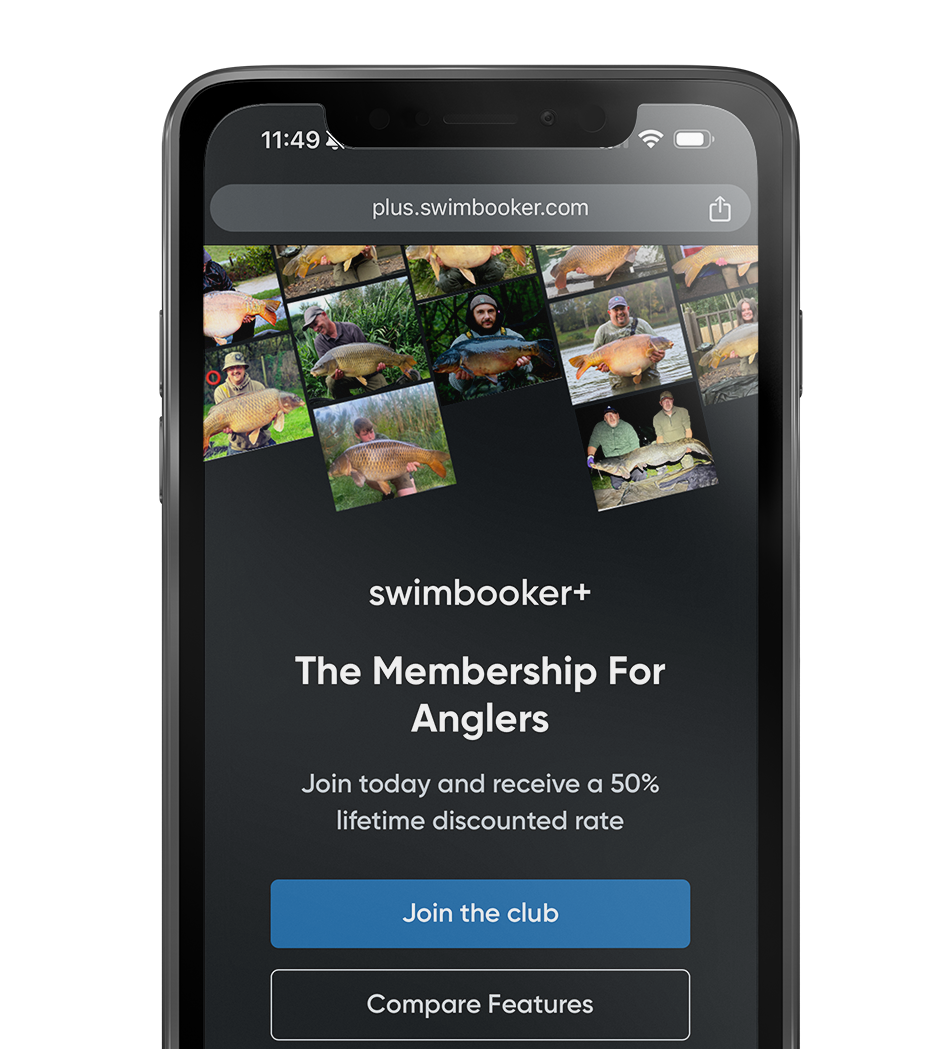 11:49
plus.swimbooker.com
swimbooker+
The Membership For
Anglers
Join today and receive a 50%
lifetime discounted rate
Join the club
Compare Features